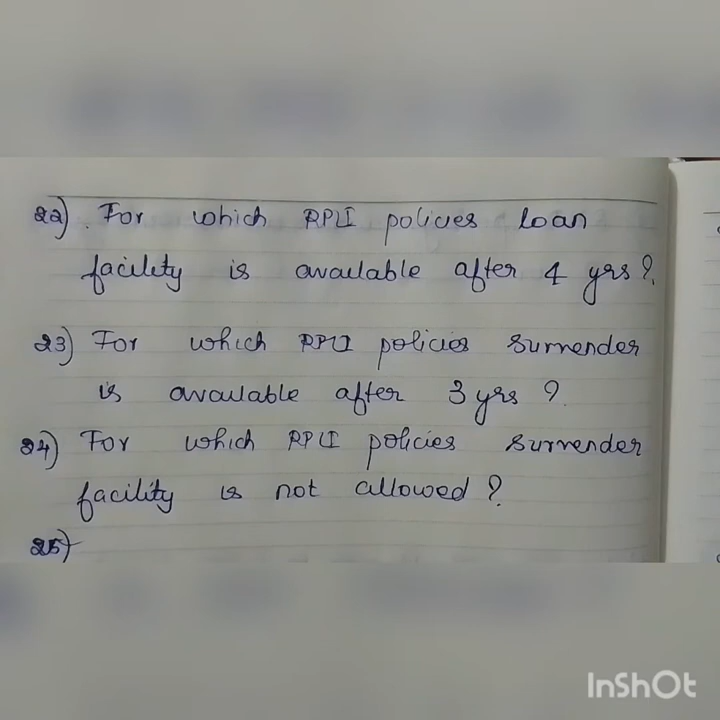 22). For which RPLI policies loan
facility is available after 4 yrs?
23) For which RPLI policies surrender
is available after 3 yrs?
24) For which RPLI policies surrender
facility is not allowed?
25)
InShOt